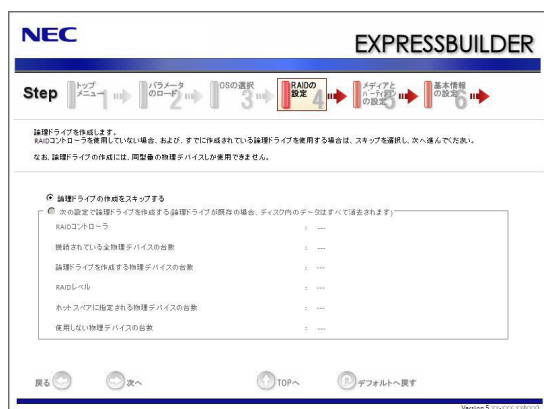 NEC
EXPRESSBUILDER
Step
トップ
メニュー 1
パラメータ
のロード 2
OSの選択
3
RAIDの
設定 4
メディアと
パーティション
の設定 5
基本情報
の設定 6
論理ドライブを作成します。
RAIDコントローラを使用していない場合、および、すでに作成されている論理ドライブを使用する場合は、スキップを選択し、次へ進んでください。
なお、論理ドライブの作成には、同型番の物理デバイスしか使用できません。
論理ドライブの作成をスキップする
次の設定で論理ドライブを作成する(論理ドライブが既存の場合、ディスク内のデータはすべて消去されます)
RAIDコントローラ : ---
接続されている全物理デバイスの台数 : ---
論理ドライブを作成する物理デバイスの台数 : ---
RAIDレベル : ---
ホットスペアに指定される物理デバイスの台数 : ---
使用しない物理デバイスの台数 : ---
戻る
次へ
TOPへ
デフォルトへ戻す
Version 5